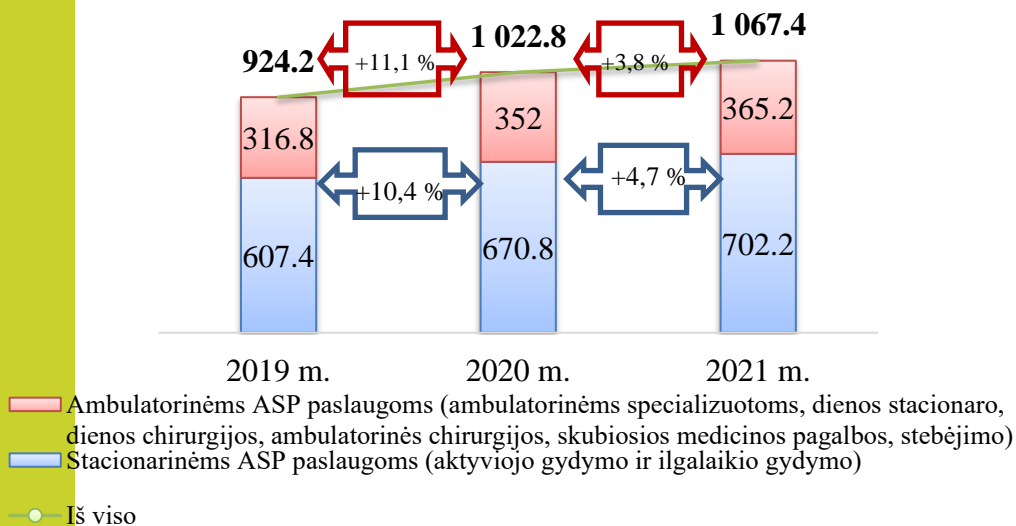 924.2
+11,1 %
1 022.8
+3,8 %
1 067.4
316.8
352
365.2
+10,4 %
+4,7 %
607.4
670.8
702.2
2019 m.
2020 m.
2021 m.
Ambulatorinėms ASP paslaugoms (ambulatorinėms specializuotoms, dienos stacionaro,
dienos chirurgijos, ambulatorinės chirurgijos, skubiosios medicinos pagalbos, stebėjimo)
Stacionarinėms ASP paslaugoms (aktyviojo gydymo ir ilgalaikio gydymo)
Iš viso